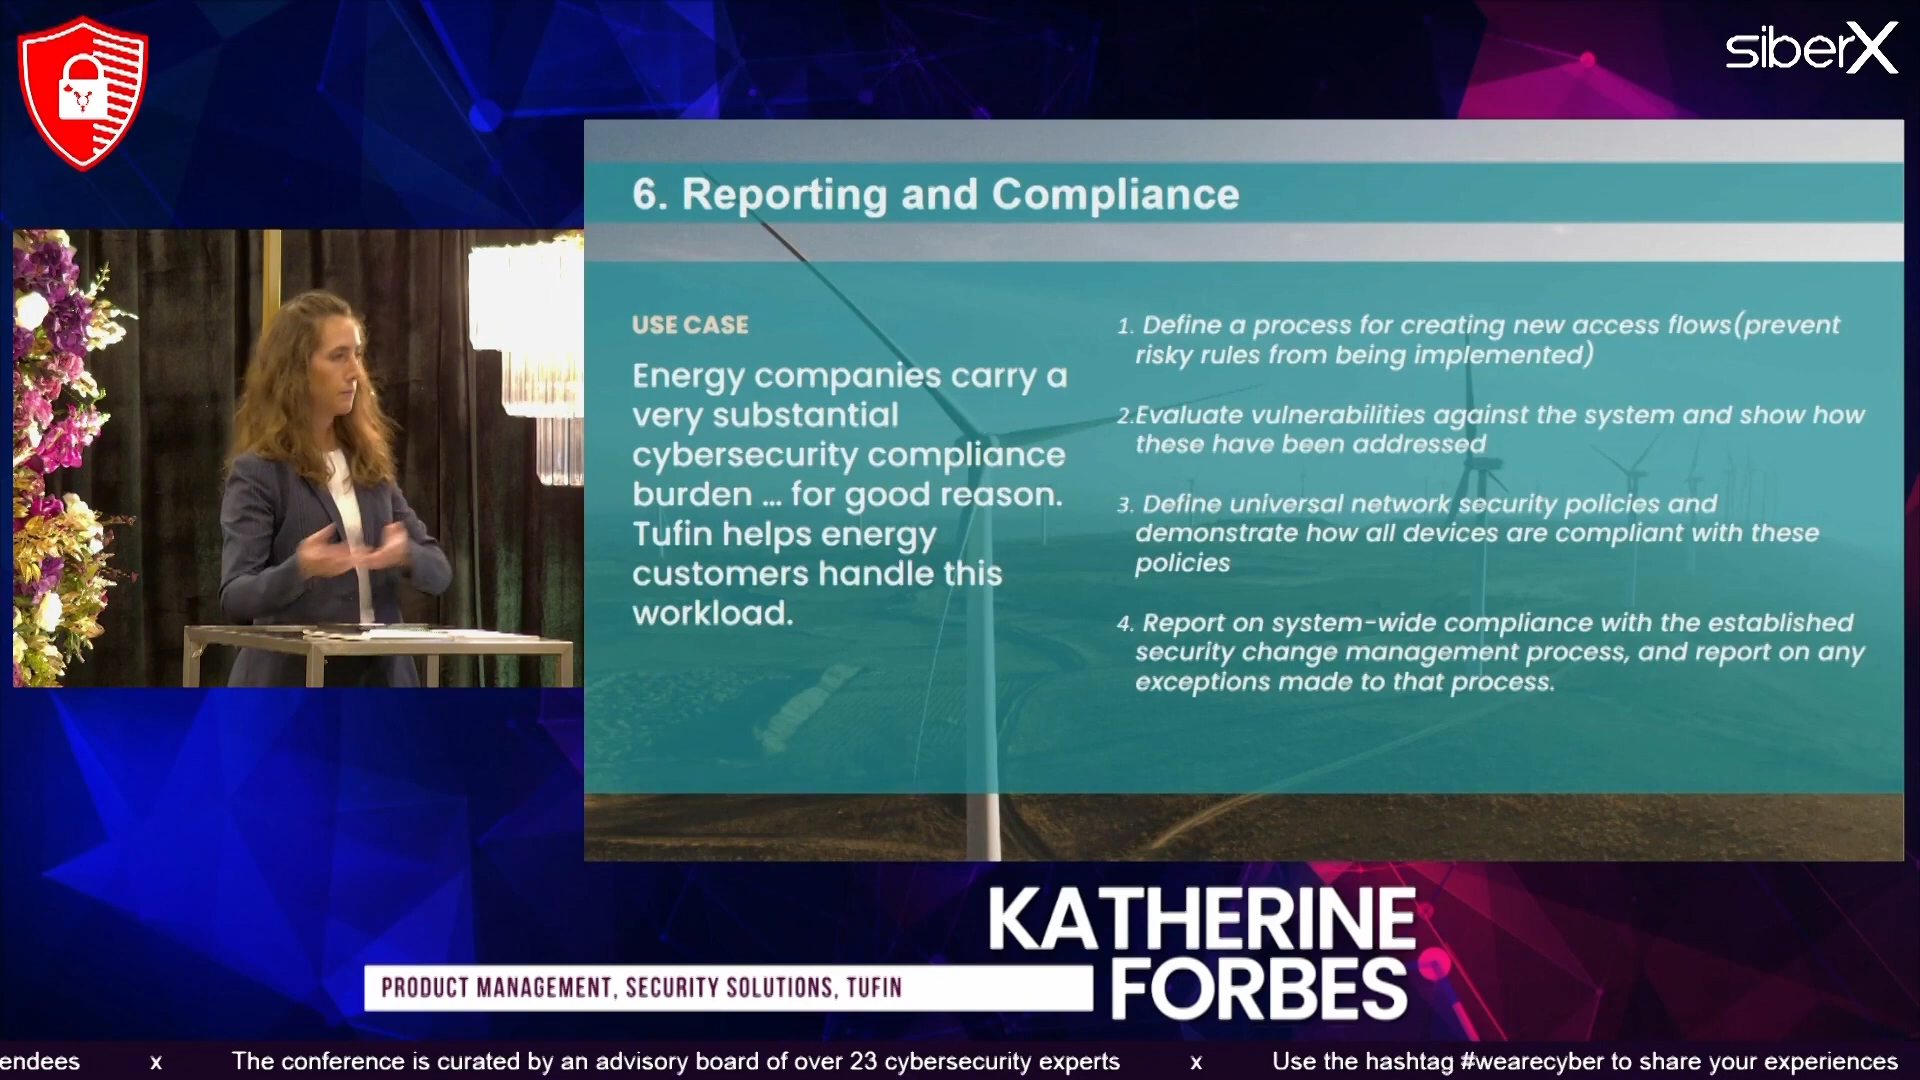 siberX
6. Reporting and Compliance
USE CASE
Energy companies carry a
very substantial
cybersecurity compliance
burden ... for good reason.
Tufin helps energy
customers handle this
workload.
1. Define a process for creating new access flows(prevent
risky rules from being implemented)
2.Evaluate vulnerabilities against the system and show how
these have been addressed
3. Define universal network security policies and
demonstrate how all devices are compliant with these
policies
4. Report on system-wide compliance with the established
security change management process, and report on any
exceptions made to that process.
KATHERINE
FORBES
PRODUCT MANAGEMENT, SECURITY SOLUTIONS, TUFIN
endees x The conference is curated by an advisory board of over 23 cybersecurity experts x Use the hashtag #wearecyber to share your experiences